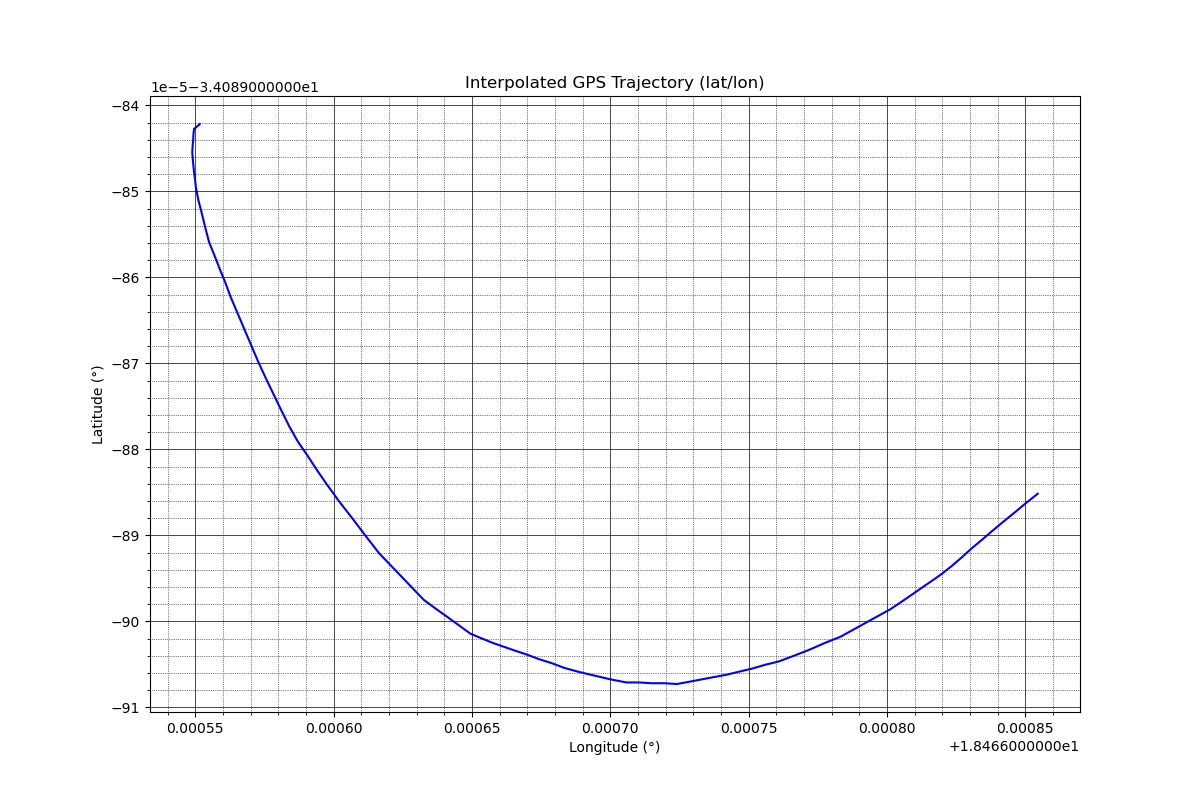 Interpolated GPS Trajectory (lat/lon)
1e−5−3.4089000000e1
−84
−85
−86
−87
−88
−89
−90
−91
Latitude (°)
0.00055 0.00060 0.00065 0.00070 0.00075 0.00080 0.00085
Longitude (°)
+1.8466000000e1